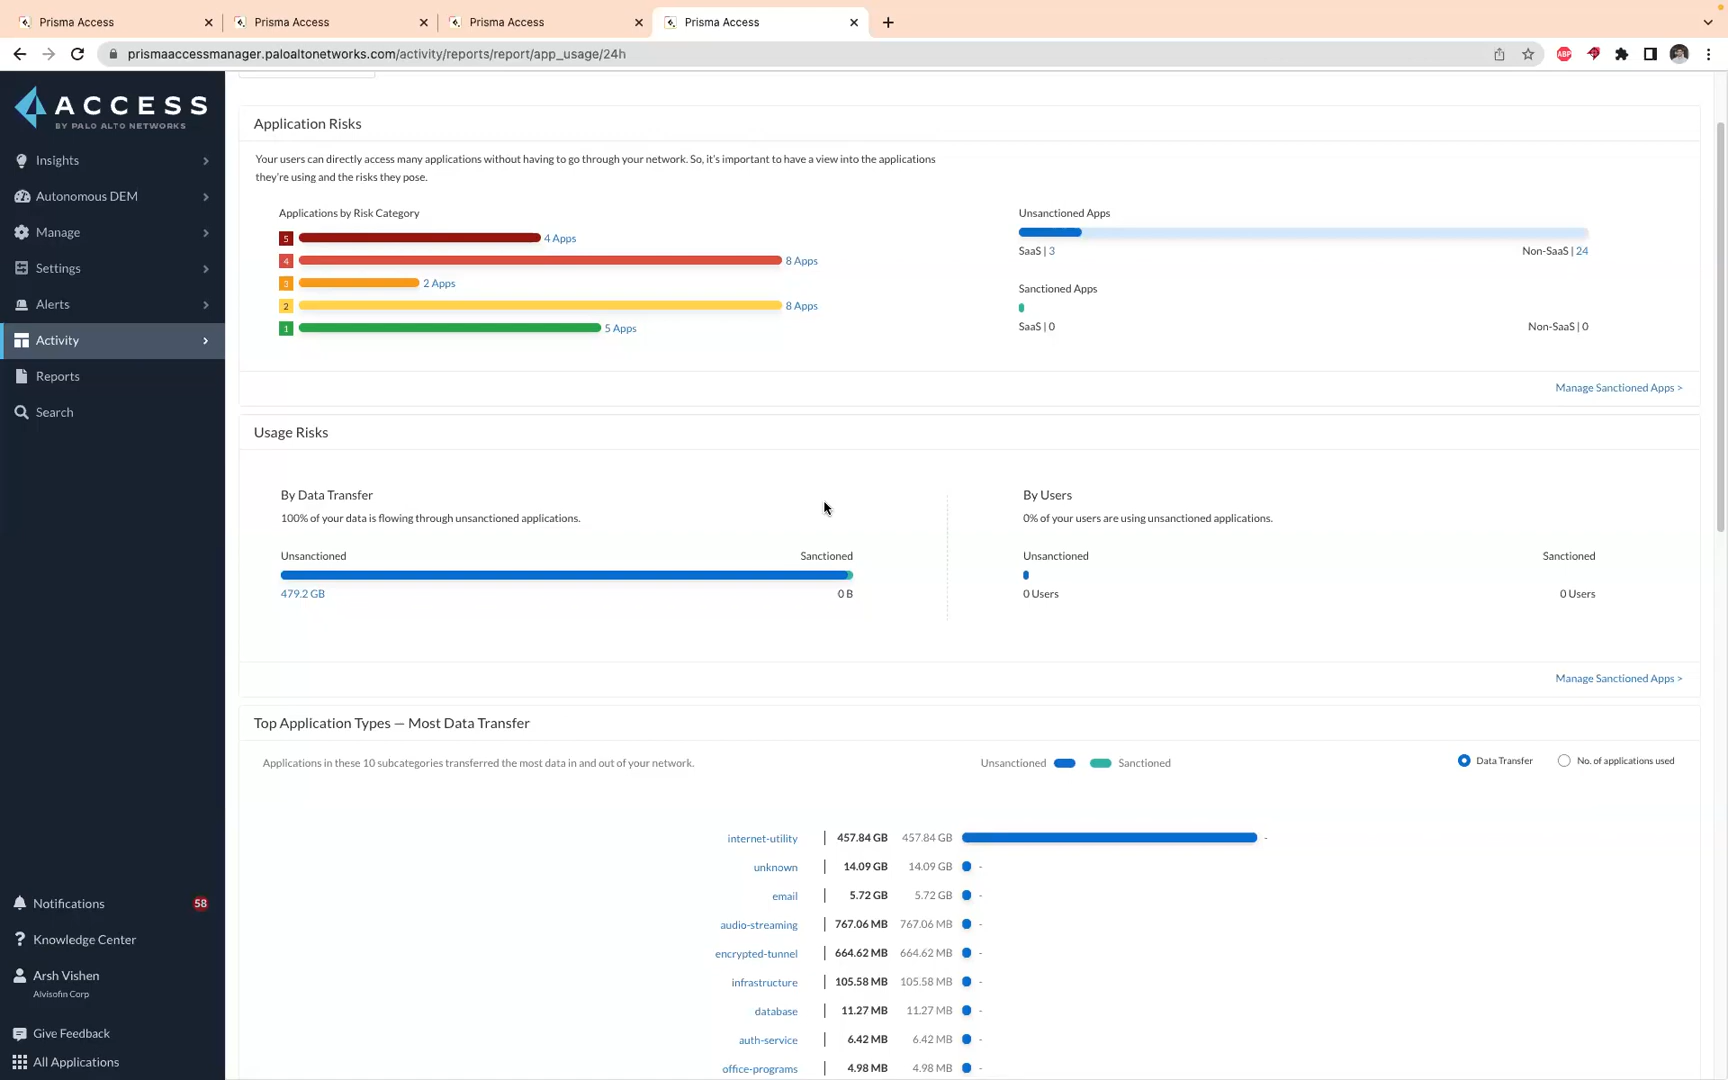 Prisma Access
Prisma Access
Prisma Access
Prisma Access
prismaaccessmanager.paloaltonetworks.com/activity/reports/report/app_usage/24h
ABP
ACCESS
BY PALO ALTO NETWORKS
Insights
Autonomous DEM
Manage
Settings
Alerts
Activity
Reports
Search
Notifications 58
Knowledge Center
Arsh Vishen
Alvisofin Corp
Give Feedback
All Applications
Application Risks
Your users can directly access many applications without having to go through your network. So, it's important to have a view into the applications
they're using and the risks they pose.
Applications by Risk Category
5 4 Apps
4 8 Apps
3 2 Apps
2 8 Apps
1 5 Apps
Unsanctioned Apps
SaaS | 3 Non-SaaS | 24
Sanctioned Apps
SaaS | 0 Non-SaaS | 0
Manage Sanctioned Apps >
Usage Risks
By Data Transfer
100% of your data is flowing through unsanctioned applications.
Unsanctioned Sanctioned
479.2 GB 0 B
By Users
0% of your users are using unsanctioned applications.
Unsanctioned Sanctioned
0 Users 0 Users
Manage Sanctioned Apps >
Top Application Types — Most Data Transfer
Applications in these 10 subcategories transferred the most data in and out of your network.
Unsanctioned Sanctioned
Data Transfer No. of applications used
internet-utility 457.84 GB 457.84 GB -
unknown 14.09 GB 14.09 GB -
email 5.72 GB 5.72 GB -
audio-streaming 767.06 MB 767.06 MB -
encrypted-tunnel 664.62 MB 664.62 MB -
infrastructure 105.58 MB 105.58 MB -
database 11.27 MB 11.27 MB -
auth-service 6.42 MB 6.42 MB -
office-programs 4.98 MB 4.98 MB -